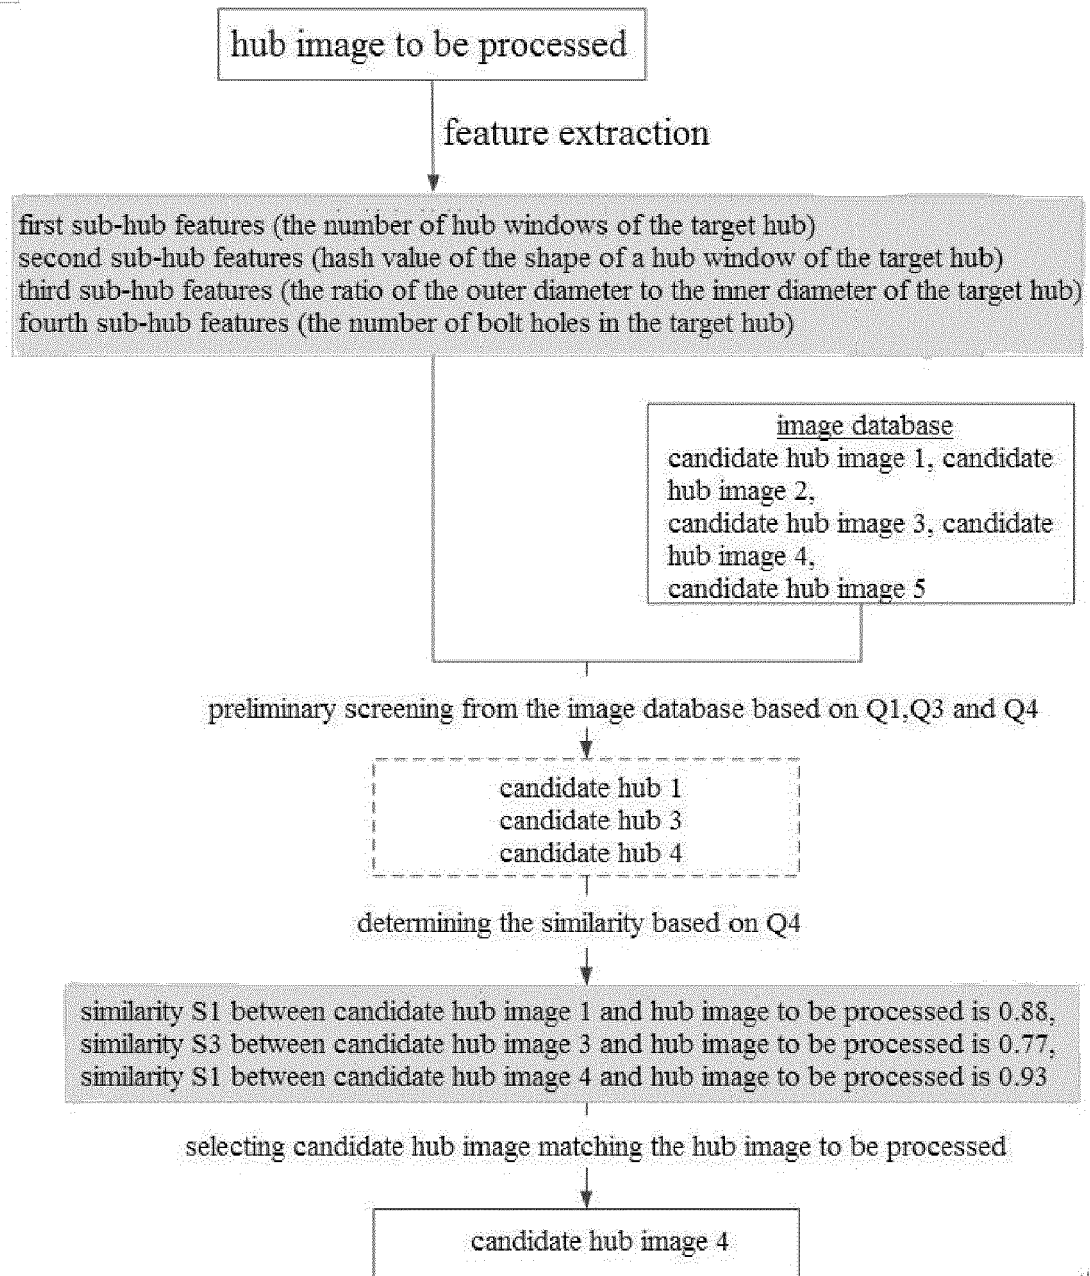 hub image to be processed
feature extraction
first sub-hub features (the number of hub windows of the target hub)
second sub-hub features (hash value of the shape of a hub window of the target hub)
third sub-hub features (the ratio of the outer diameter to the inner diameter of the target hub)
fourth sub-hub features (the number of bolt holes in the target hub)
image database
candidate hub image 1, candidate
hub image 2,
candidate hub image 3, candidate
hub image 4,
candidate hub image 5
preliminary screening from the image database based on Q1,Q3 and Q4
candidate hub 1
candidate hub 3
candidate hub 4
determining the similarity based on Q4
similarity S1 between candidate hub image 1 and hub image to be processed is 0.88,
similarity S3 between candidate hub image 3 and hub image to be processed is 0.77,
similarity S1 between candidate hub image 4 and hub image to be processed is 0.93
selecting candidate hub image matching the hub image to be processed
candidate hub image 4